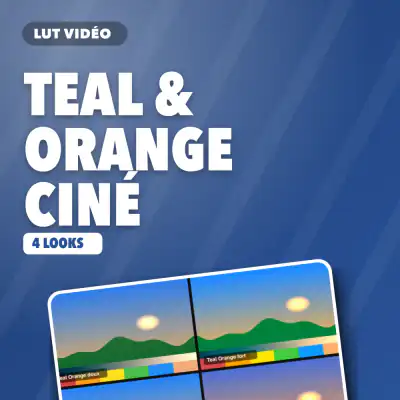 LUT VIDÉO
TEAL &
ORANGE
CINÉ
4 LOOKS
Teal Orange doux
Teal Orange fort